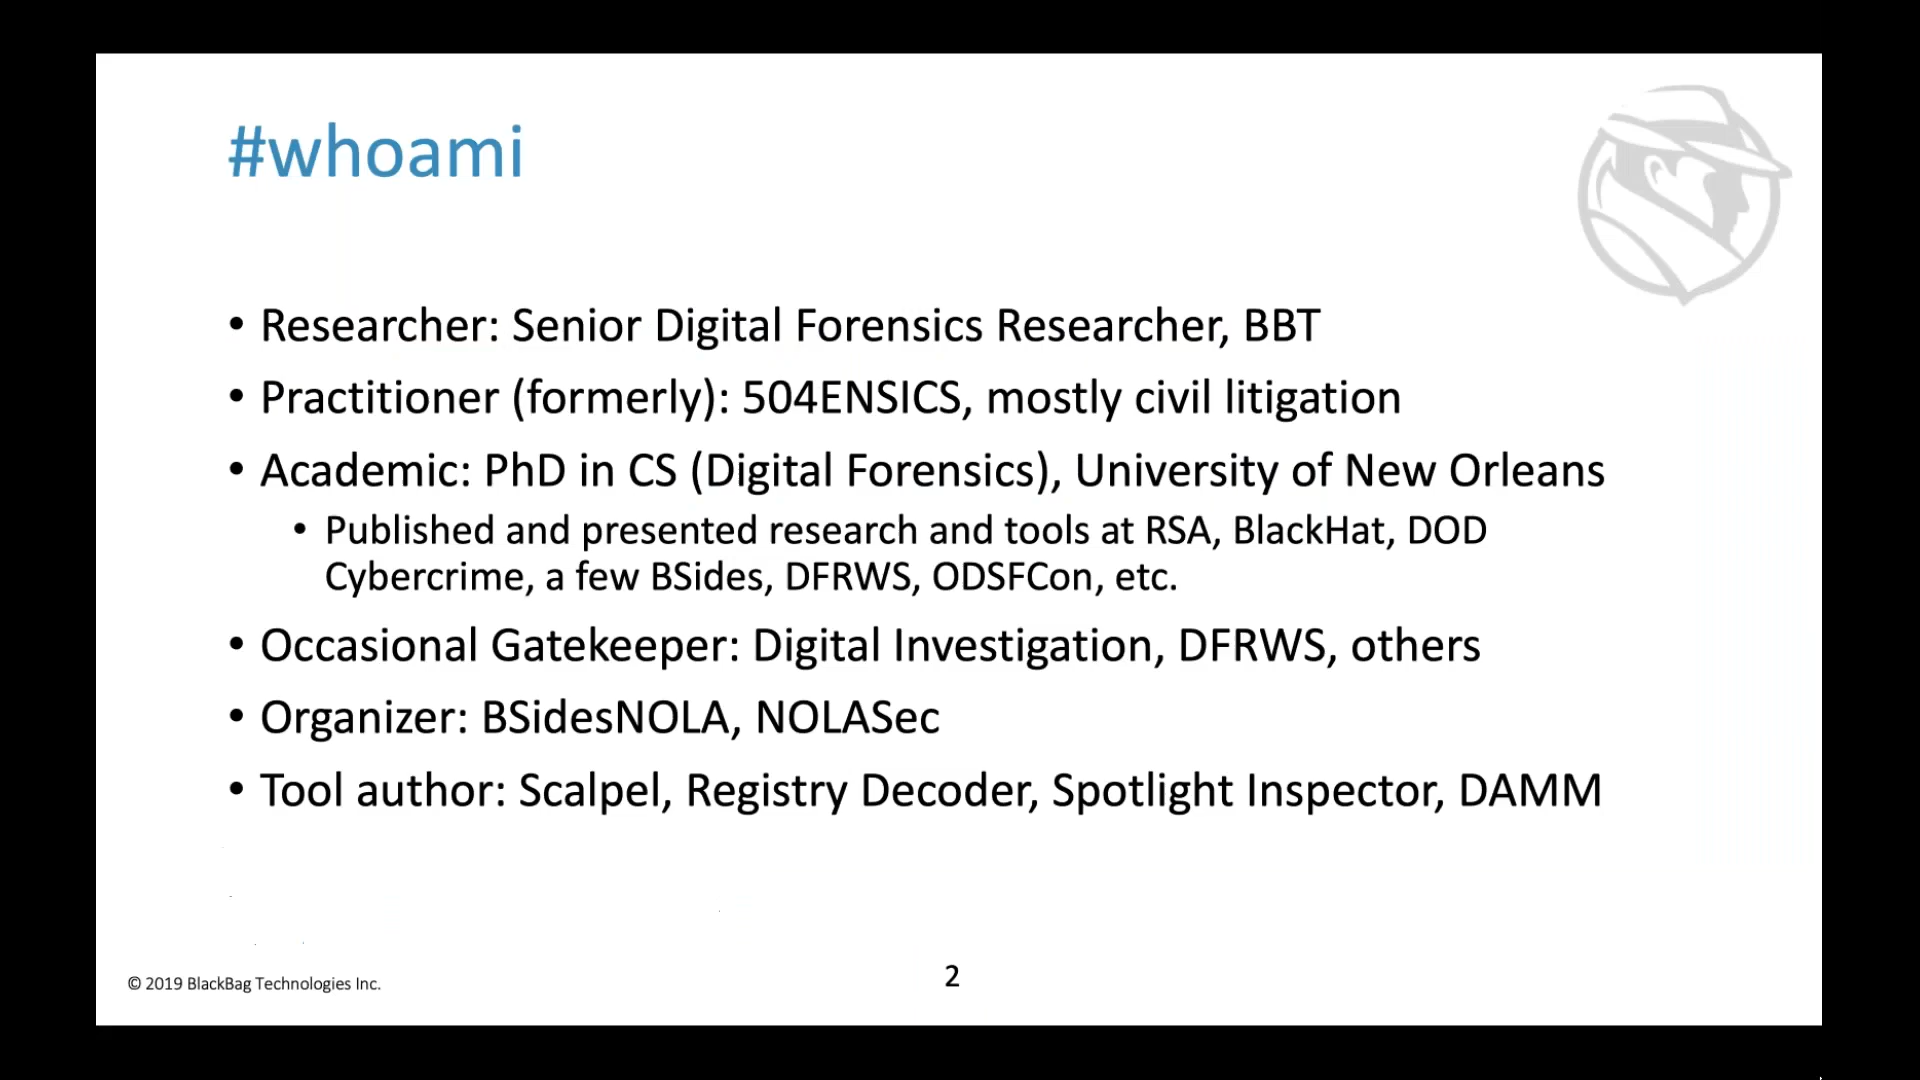 #whoami
• Researcher: Senior Digital Forensics Researcher, BBT
• Practitioner (formerly): 504ENSICS, mostly civil litigation
• Academic: PhD in CS (Digital Forensics), University of New Orleans
• Published and presented research and tools at RSA, BlackHat, DOD
Cybercrime, a few BSides, DFRWS, ODSFCon, etc.
• Occasional Gatekeeper: Digital Investigation, DFRWS, others
• Organizer: BSidesNOLA, NOLASec
• Tool author: Scalpel, Registry Decoder, Spotlight Inspector, DAMM
© 2019 BlackBag Technologies Inc.
2